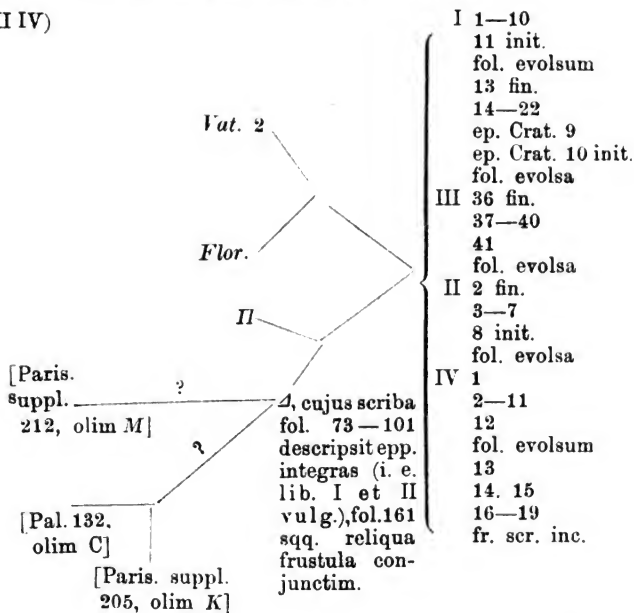 II IV)
I 1—10
11 init.
fol. evolsum
13 fin.
14—22
ep. Crat. 9
ep. Crat. 10 init.
fol. evolsa
III 36 fin.
37—40
41
fol. evolsa
II 2 fin.
3—7
8 init.
fol. evolsa
IV 1
2—11
12
fol. evolsum
13
14. 15
16—19
fr. scr. inc.
Vat. 2
Flor.
Π
[Paris.
suppl.
212, olim M]
?
?
Δ, cujus scriba
fol. 73—101
descripsit epp.
integras (i. e.
lib. I et II
vulg.), fol. 161
sqq. reliqua
frustula con-
junctim.
[Pal. 132.
olim C]
[Paris. suppl.
205, olim K]